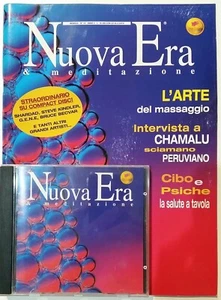 Nuova Era
& meditazione
STRAORDINARIO
SU COMPACT DISC!
SHARDAD, STEVE KINDLER,
G.E.N.E, BRUCE BECVAR
E TANTI ALTRI
GRANDI ARTISTI...
L'ARTE
del massaggio
Intervista a
CHAMALU
sciamano
PERUVIANO
Cibo e
Psiche
la salute a tavola
Nuova Era
& meditazione